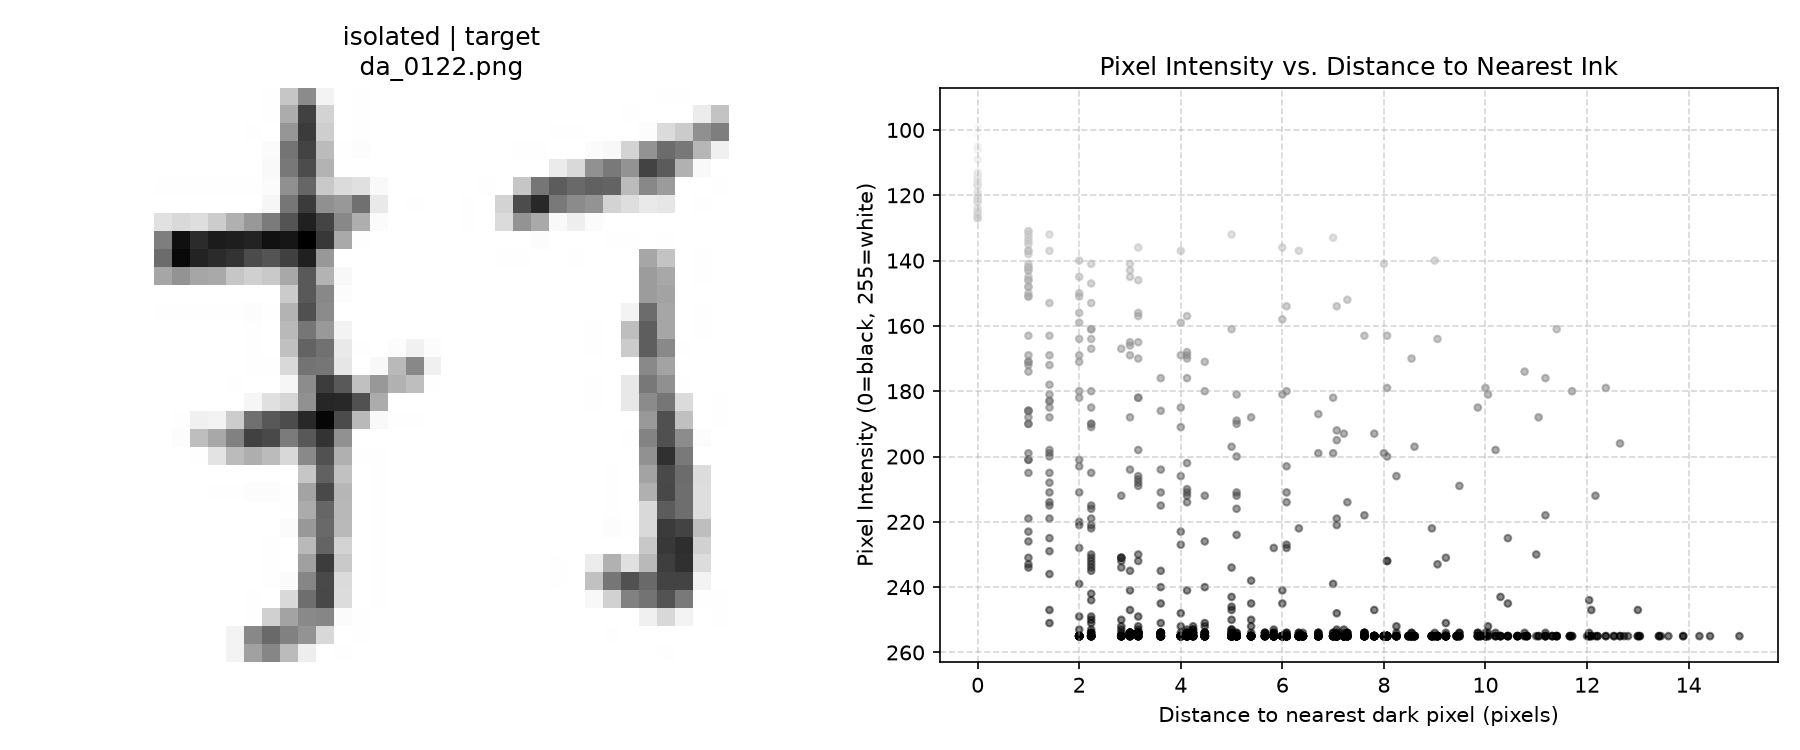 isolated | target
da_0122.png
打
Pixel Intensity vs. Distance to Nearest Ink
Pixel Intensity (0=black, 255=white)
100
120
140
160
180
200
220
240
260
0 2 4 6 8 10 12 14
Distance to nearest dark pixel (pixels)